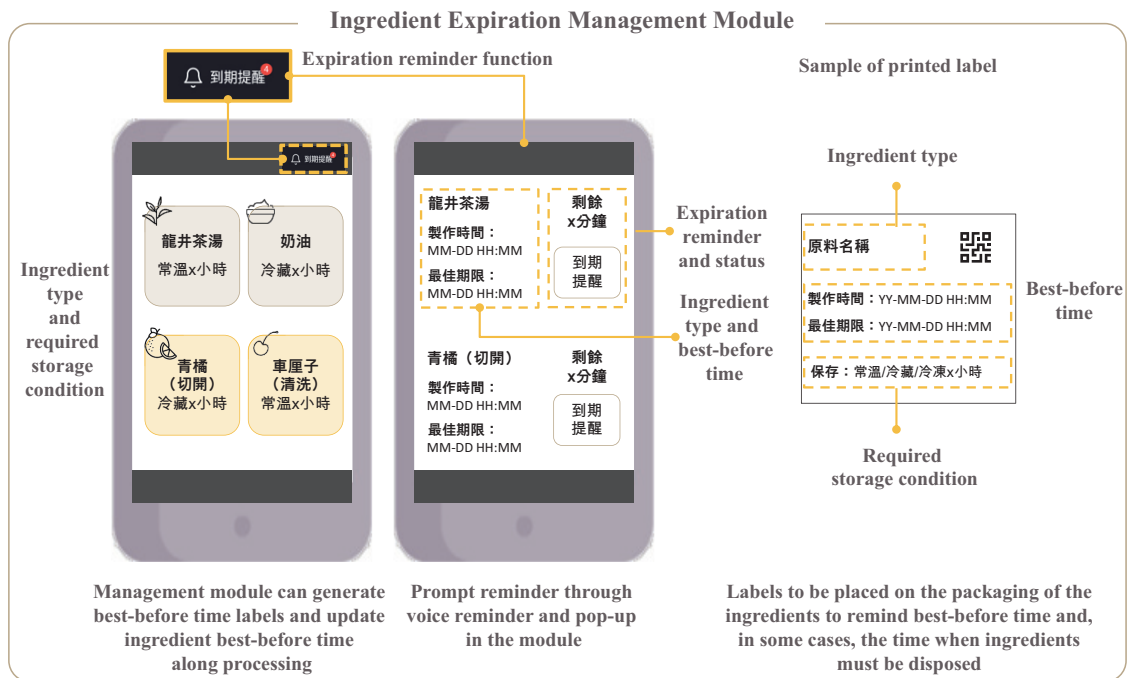 Ingredient Expiration Management Module
到期提醒
4
Expiration reminder function
Sample of printed label
到期提醒
龍井茶湯
常溫x小時
奶油
冷藏x小時
青橘
（切開）
冷藏x小時
車厘子
（清洗）
常溫x小時
Ingredient
type
and
required
storage
condition
龍井茶湯
製作時間：
MM-DD HH:MM
最佳期限：
MM-DD HH:MM
剩餘
x分鐘
到期
提醒
青橘（切開）
製作時間：
MM-DD HH:MM
最佳期限：
MM-DD HH:MM
剩餘
x分鐘
到期
提醒
Expiration
reminder
and status
Ingredient
type and
best-before
time
Ingredient type
原料名稱
製作時間：YY-MM-DD HH:MM
最佳期限：YY-MM-DD HH:MM
保存：常溫/冷藏/冷凍x小時
Best-before
time
Required
storage condition
Management module can generate
best-before time labels and update
ingredient best-before time
along processing
Prompt reminder through
voice reminder and pop-up
in the module
Labels to be placed on the packaging of the
ingredients to remind best-before time and,
in some cases, the time when ingredients
must be disposed